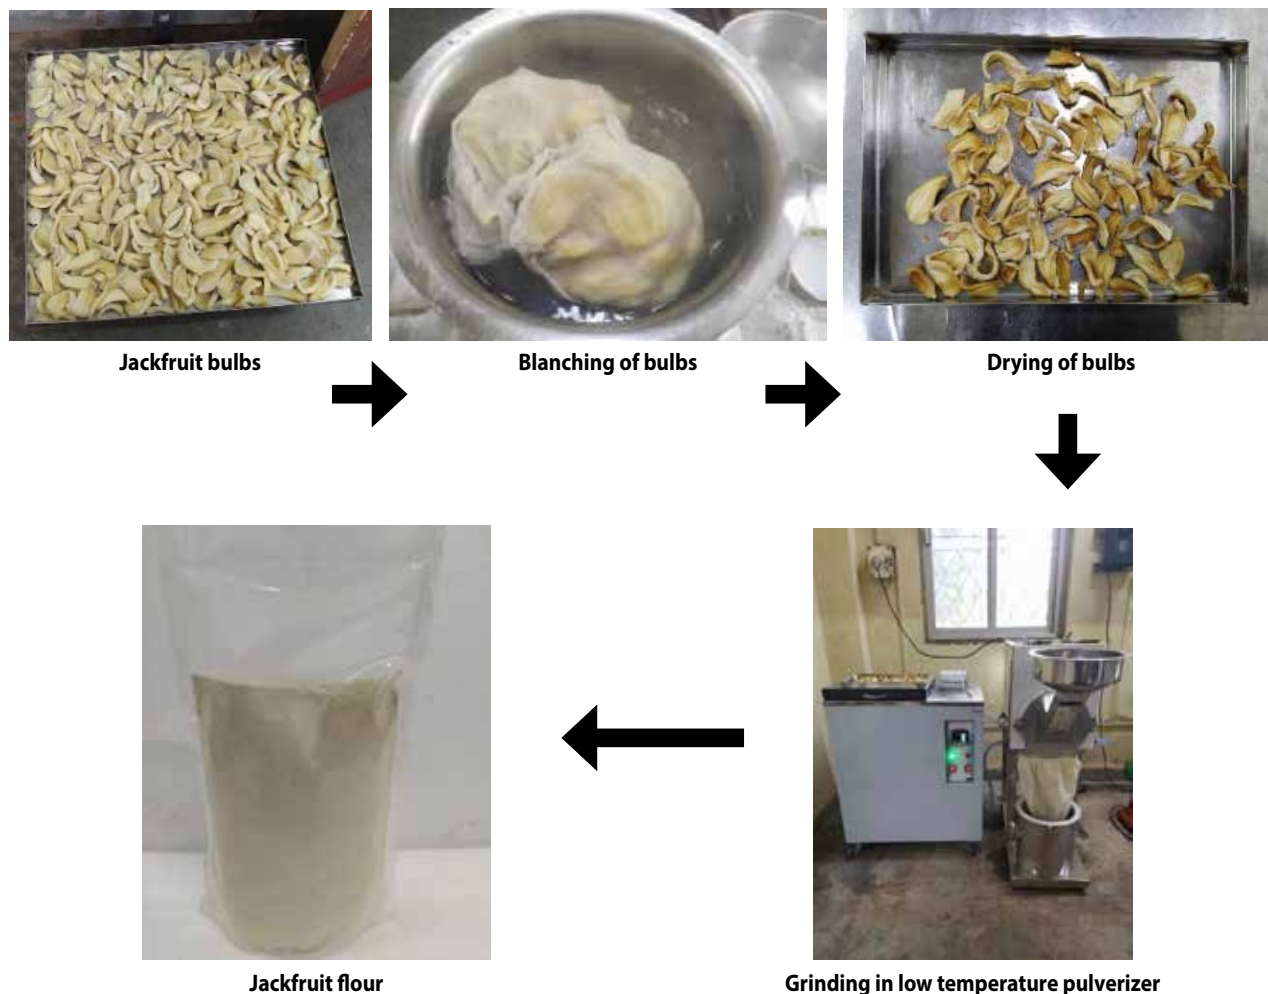 Jackfruit bulbs
Blanching of bulbs
Drying of bulbs
Grinding in low temperature pulverizer
Jackfruit flour